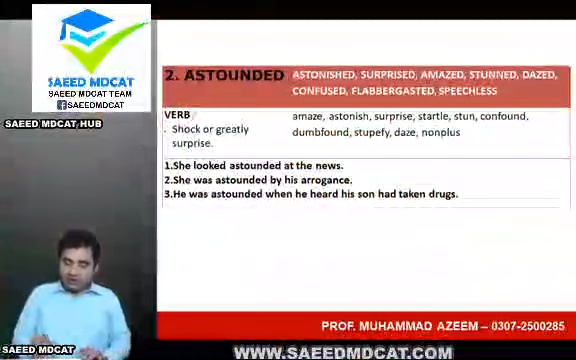 SAEED MDCAT
SAEED MDCAT TEAM
SAEEDMDCAT
SAEED MDCAT HUB
2. ASTOUNDED
ASTONISHED, SURPRISED, AMAZED, STUNNED, DAZED,
CONFUSED, FLABBERGASTED, SPEECHLESS
VERB
Shock or greatly
surprise.
amaze, astonish, surprise, startle, stun, confound,
dumbfound, stupefy, daze, nonplus
1.She looked astounded at the news.
2.She was astounded by his arrogance.
3.He was astounded when he heard his son had taken drugs.
SAEED MDCAT
PROF. MUHAMMAD AZEEM – 0307-2500285
WWW.SAEEDMDCAT.COM